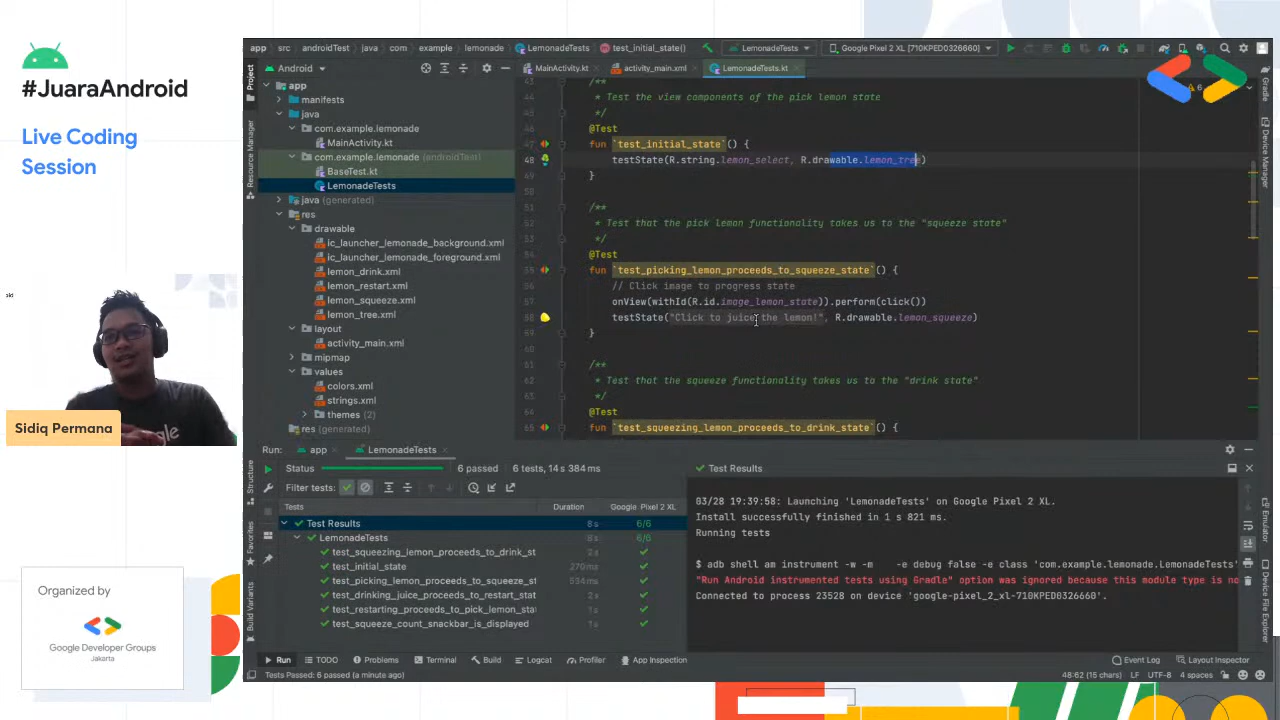 #JuaraAndroid
Live Coding
Session
Sidiq Permana
Organized by
Google Developer Groups
Jakarta
app src androidTest java com example lemonade LemonadeTests test_initial_state()
LemonadeTests Google Pixel 2 XL [710KPED0326660]
Android
MainActivity.kt activity_main.xml LemonadeTests.kt
Project
Resource Manager
Structure
Favorites
Build Variants
app
manifests
java
com.example.lemonade
MainActivity.kt
com.example.lemonade (androidTest)
BaseTest.kt
LemonadeTests
java (generated)
res
drawable
ic_launcher_lemonade_background.xml
ic_launcher_lemonade_foreground.xml
lemon_drink.xml
lemon_restart.xml
lemon_squeeze.xml
lemon_tree.xml
layout
activity_main.xml
mipmap
values
colors.xml
strings.xml
themes (2)
res (generated)
/**
* Test the view components of the pick lemon state
*/
@Test
fun `test_initial_state`() {
testState(R.string.lemon_select, R.drawable.lemon_tree)
}
/**
* Test that the pick lemon functionality takes us to the "squeeze state"
*/
@Test
fun `test_picking_lemon_proceeds_to_squeeze_state`() {
// Click image to progress state
onView(withId(R.id.image_lemon_state)).perform(click())
testState("Click to juice the lemon!", R.drawable.lemon_squeeze)
}
/**
* Test that the squeeze functionality takes us to the "drink state"
*/
@Test
fun `test_squeezing_lemon_proceeds_to_drink_state`() {
Gradle
Device Manager
Emulator
Device File Explorer
Run: app LemonadeTests
Status 6 passed 6 tests, 14 s 384 ms
Filter tests:
Tests Duration Google Pixel 2 XL
Test Results 8 s 6/6
LemonadeTests 8 s 6/6
test_squeezing_lemon_proceeds_to_drink_st 2 s
test_initial_state 270 ms
test_picking_lemon_proceeds_to_squeeze_st 534 ms
test_drinking_juice_proceeds_to_restart_stat 2 s
test_restarting_proceeds_to_pick_lemon_stat 1 s
test_squeeze_count_snackbar_is_displayed 1 s
Test Results
03/28 19:39:58: Launching 'LemonadeTests' on Google Pixel 2 XL.
Install successfully finished in 1 s 821 ms.
Running tests
$ adb shell am instrument -w -m -e debug false -e class 'com.example.lemonade.LemonadeTests'
"Run Android instrumented tests using Gradle" option was ignored because this module type is no
Connected to process 23528 on device 'google-pixel_2_xl-710KPED0326660'.
Run TODO Problems Terminal Build Logcat Profiler App Inspection Event Log Layout Inspector
Tests Passed: 6 passed (a minute ago) 48:62 (15 chars) LF UTF-8 4 spaces